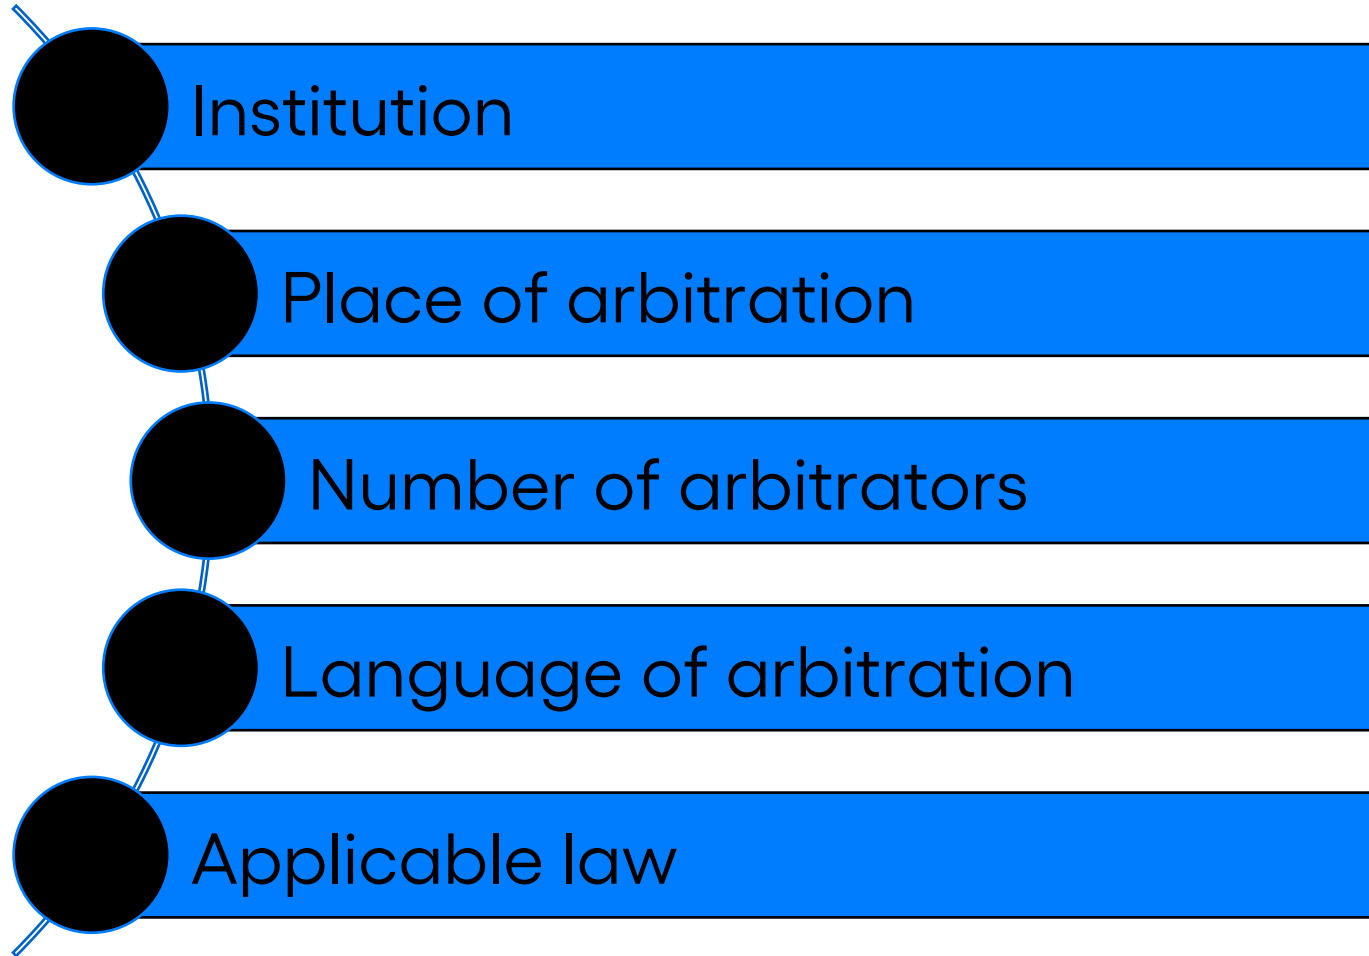 Institution
Place of arbitration
Number of arbitrators
Language of arbitration
Applicable law